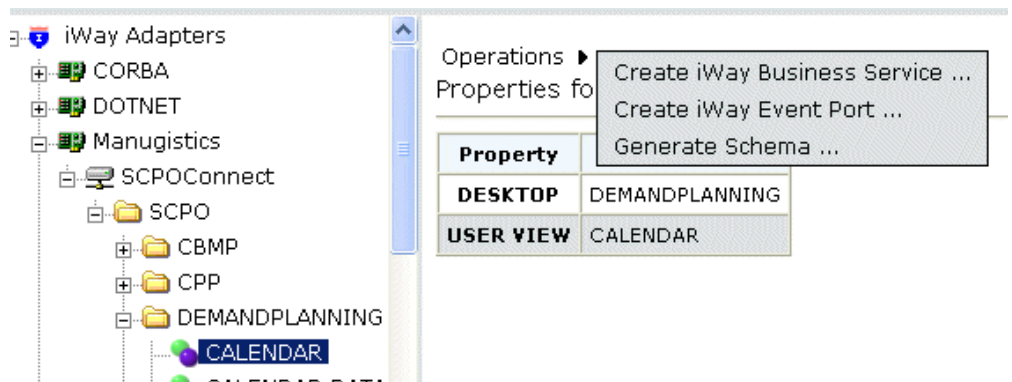 iWay Adapters
CORBA
DOTNET
Manugistics
SCPOConnect
SCPO
CBMP
CPP
DEMANDPLANNING
CALENDAR
Operations
Properties fo
Create iWay Business Service ...
Create iWay Event Port ...
Generate Schema ...
Property
DESKTOP DEMANDPLANNING
USER VIEW CALENDAR